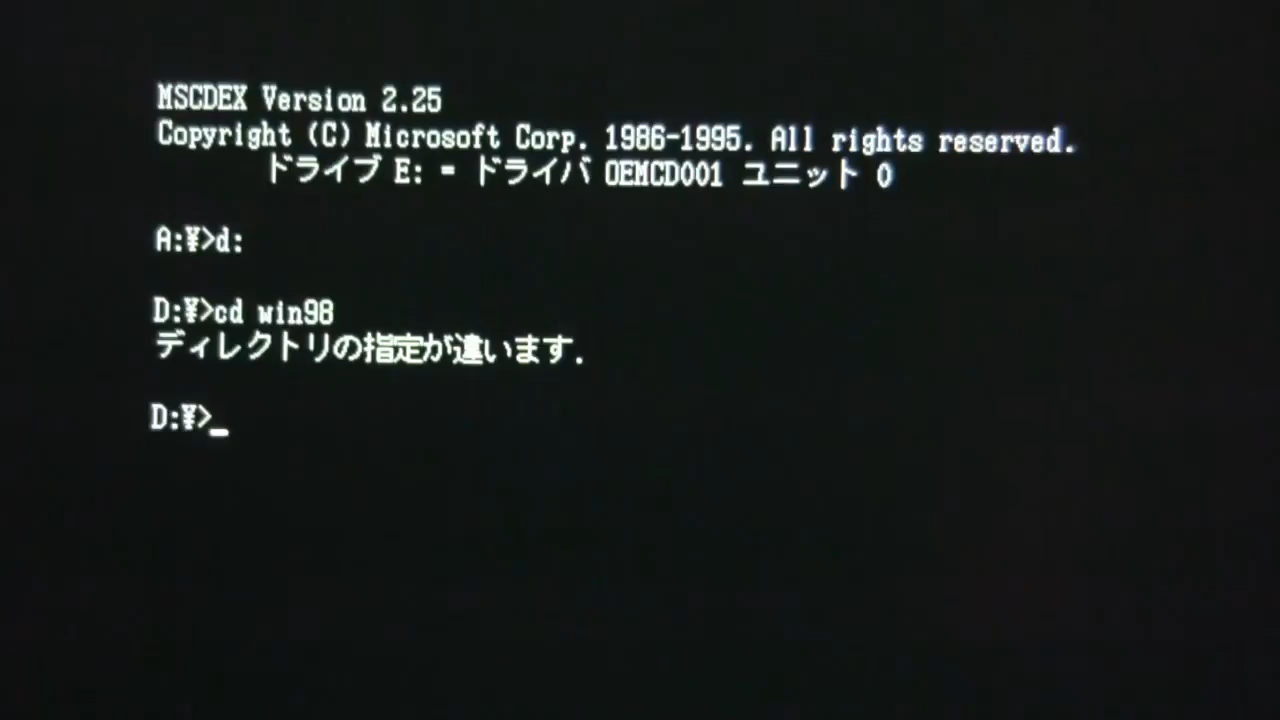 MSCDEX Version 2.25
Copyright (C) Microsoft Corp. 1986-1995. All rights reserved.
ドライブ E: = ドライバ OEMCD001 ユニット 0
A:¥>d:
D:¥>cd win98
ディレクトリの指定が違います.
D:¥>_